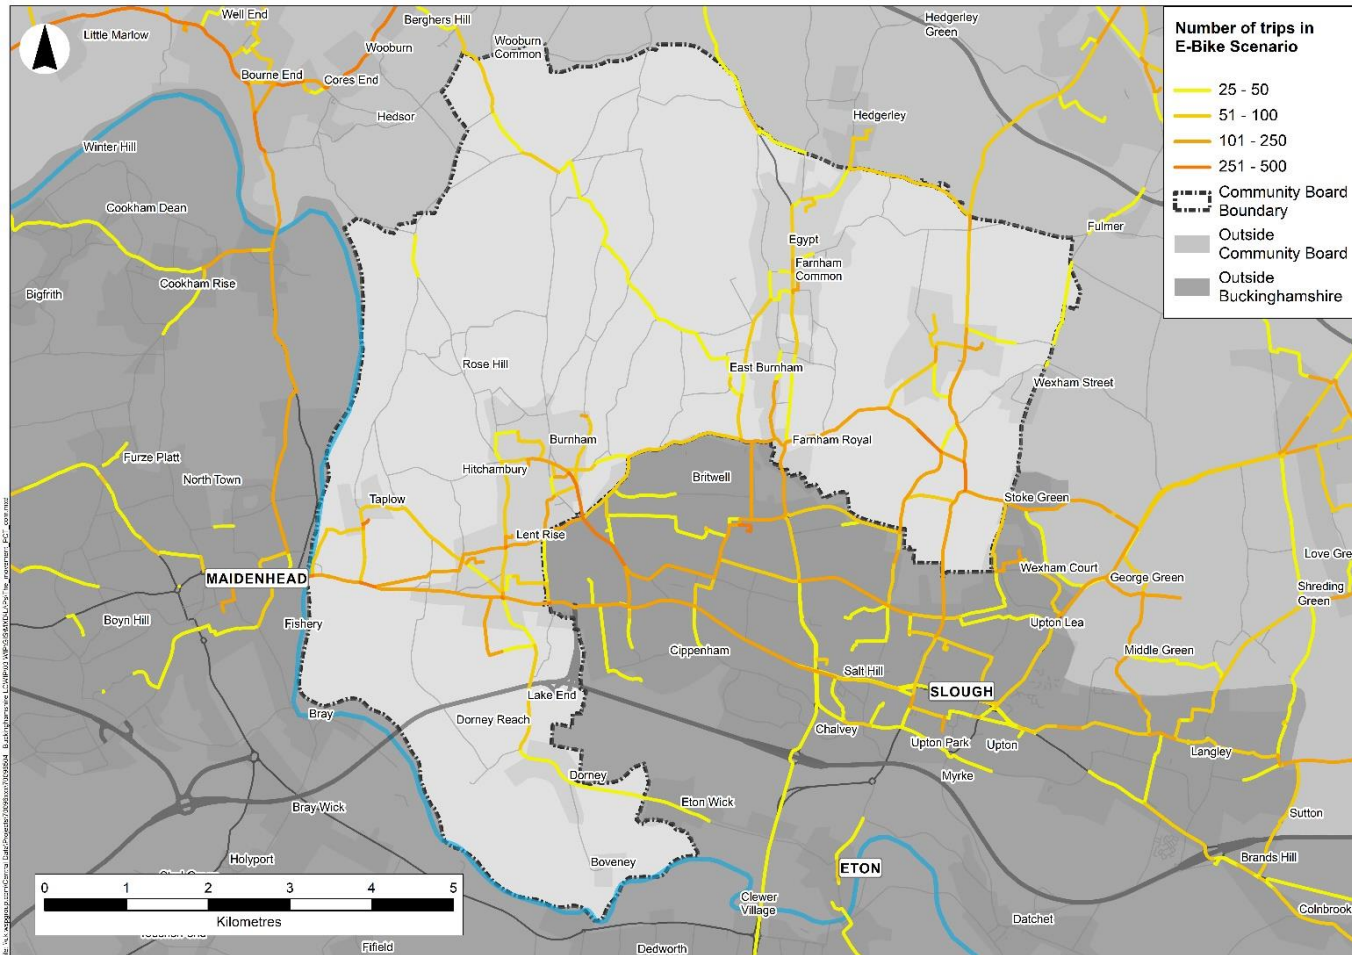 Number of trips in
E-Bike Scenario
25 - 50
51 - 100
101 - 250
251 - 500
Community Board
Boundary
Outside
Community Board
Outside
Buckinghamshire
Well End
Little Marlow
Berghers Hill
Wooburn
Wooburn
Common
Hedgerley
Green
Bourne End
Cores End
Hedsor
Hedgerley
Winter Hill
Cookham Dean
Fulmer
Egypt
Farnham
Common
Cookham Rise
Bigfrith
Rose Hill
East Burnham
Wexham Street
Burnham
Farnham Royal
Furze Platt
Hitchambury
North Town
Britwell
Taplow
Stoke Green
Lent Rise
Love Gre
MAIDENHEAD
Wexham Court
George Green
Shreding
Green
Boyn Hill
Fishery
Upton Lea
Cippenham
Middle Green
Salt Hill
SLOUGH
Lake End
Bray
Dorney Reach
Chalvey
Upton Park
Upton
Langley
Dorney
Myrke
Eton Wick
Bray Wick
Sutton
Holyport
Boveney
ETON
Brands Hill
Clewer
Village
Colnbrook
Datchet
Fifield
Dedworth
0 1 2 3 4 5
Kilometres